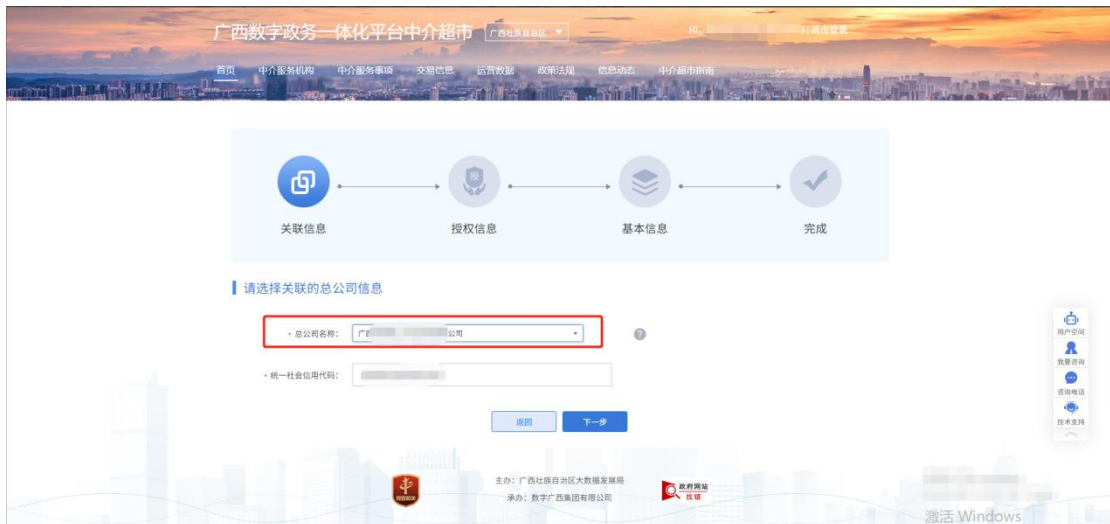 广西数字政务一体化平台中介超市 广西壮族自治区
Hi, | 退出登录
首页 中介服务机构 中介服务事项 交易信息 运营数据 政策法规 信息动态 中介超市指南
授
关联信息 授权信息 基本信息 完成
请选择关联的总公司信息
* 总公司名称: 广西 公司 ?
* 统一社会信用代码:
返回 下一步
用户空间
我要咨询
咨询电话
技术支持
主办:广西壮族自治区大数据发展局
承办:数字广西集团有限公司
党政机关
政府网站
找错
激活 Windows